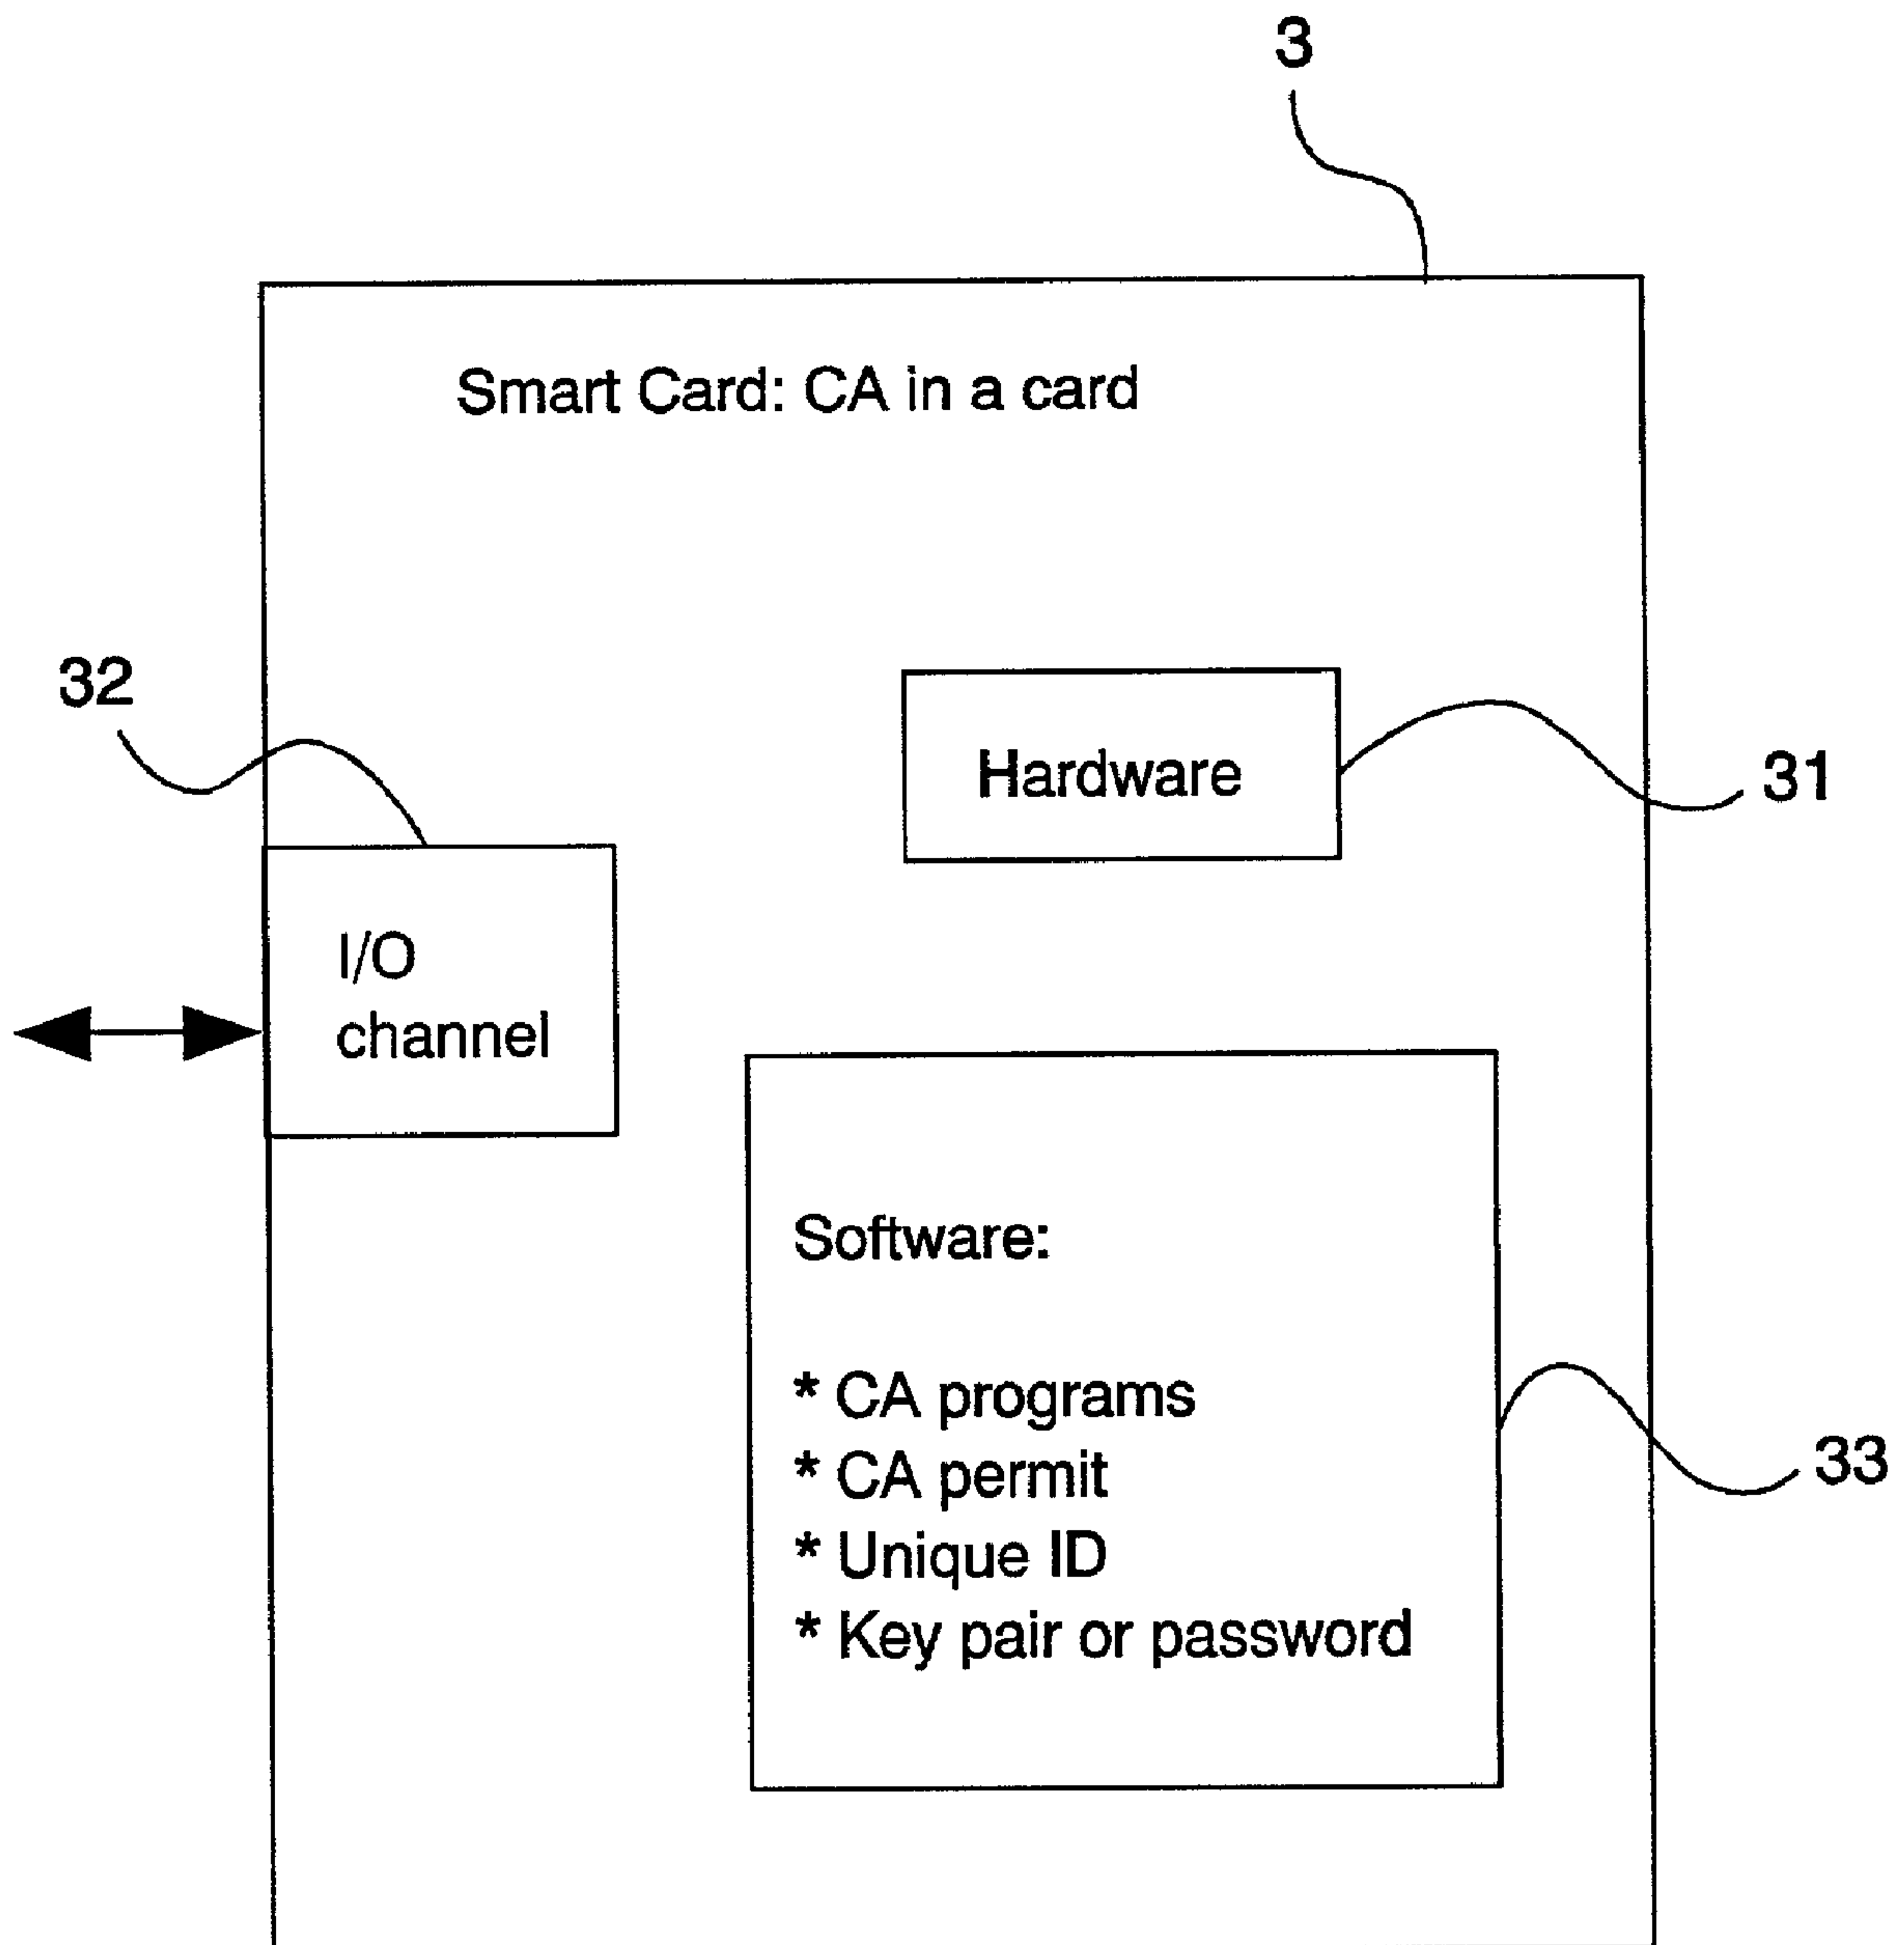 3
Smart Card: CA in a card
32
Hardware
31
I/O
channel
Software:
* CA programs
* CA permit
* Unique ID
* Key pair or password
33